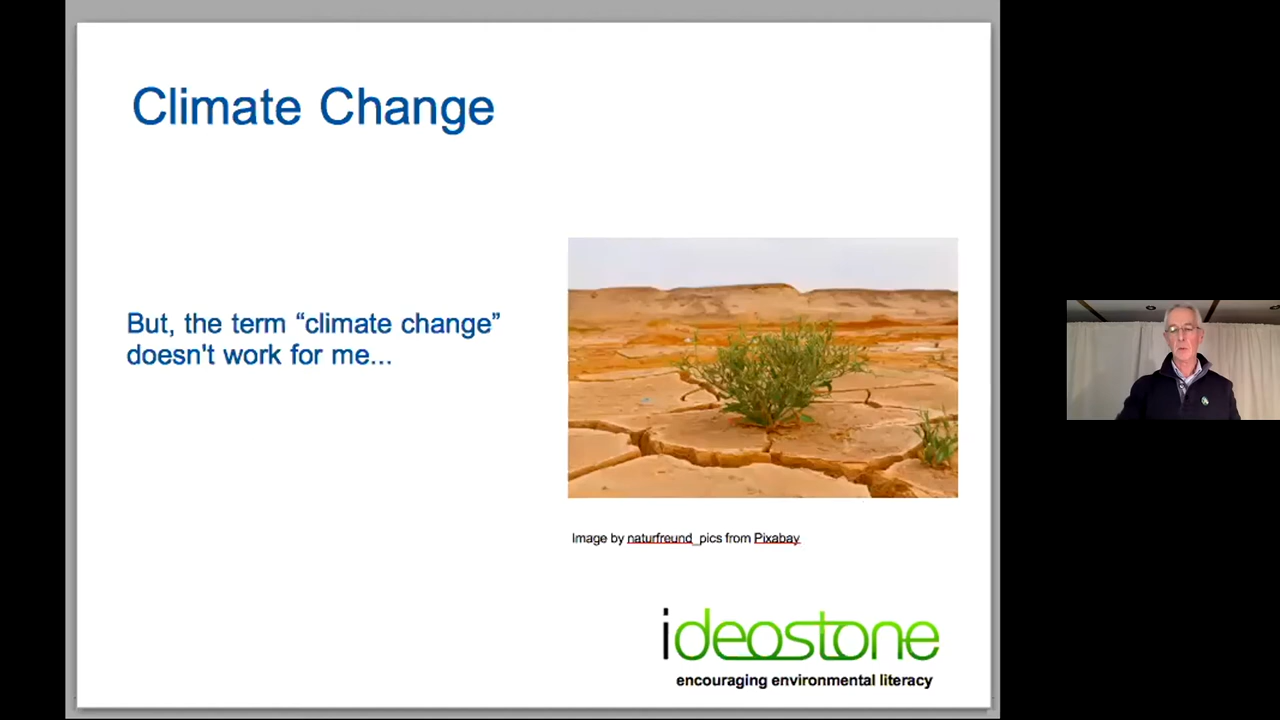 Climate Change
But, the term “climate change”
doesn't work for me...
Image by naturfreund_pics from Pixabay
ideostone
encouraging environmental literacy